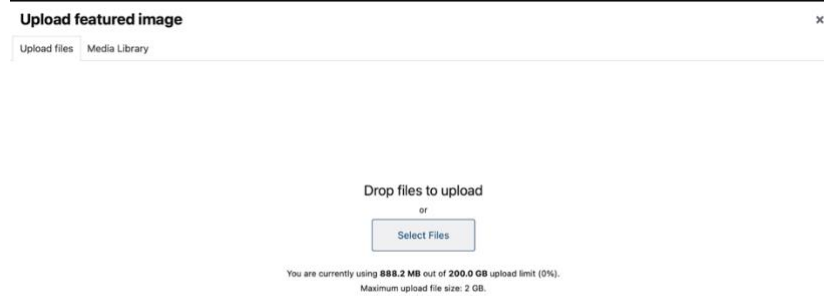 Upload featured image
×
Upload files Media Library
Drop files to upload
or
Select Files
You are currently using 888.2 MB out of 200.0 GB upload limit (0%).
Maximum upload file size: 2 GB.